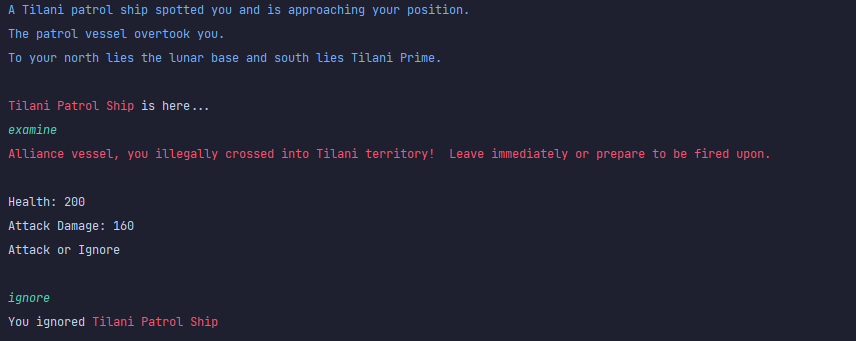 A Tilani patrol ship spotted you and is approaching your position.
The patrol vessel overtook you.
To your north lies the lunar base and south lies Tilani Prime.
Tilani Patrol Ship is here...
examine
Alliance vessel, you illegally crossed into Tilani territory!  Leave immediately or prepare to be fired upon.
Health: 200
Attack Damage: 160
Attack or Ignore
ignore
You ignored Tilani Patrol Ship